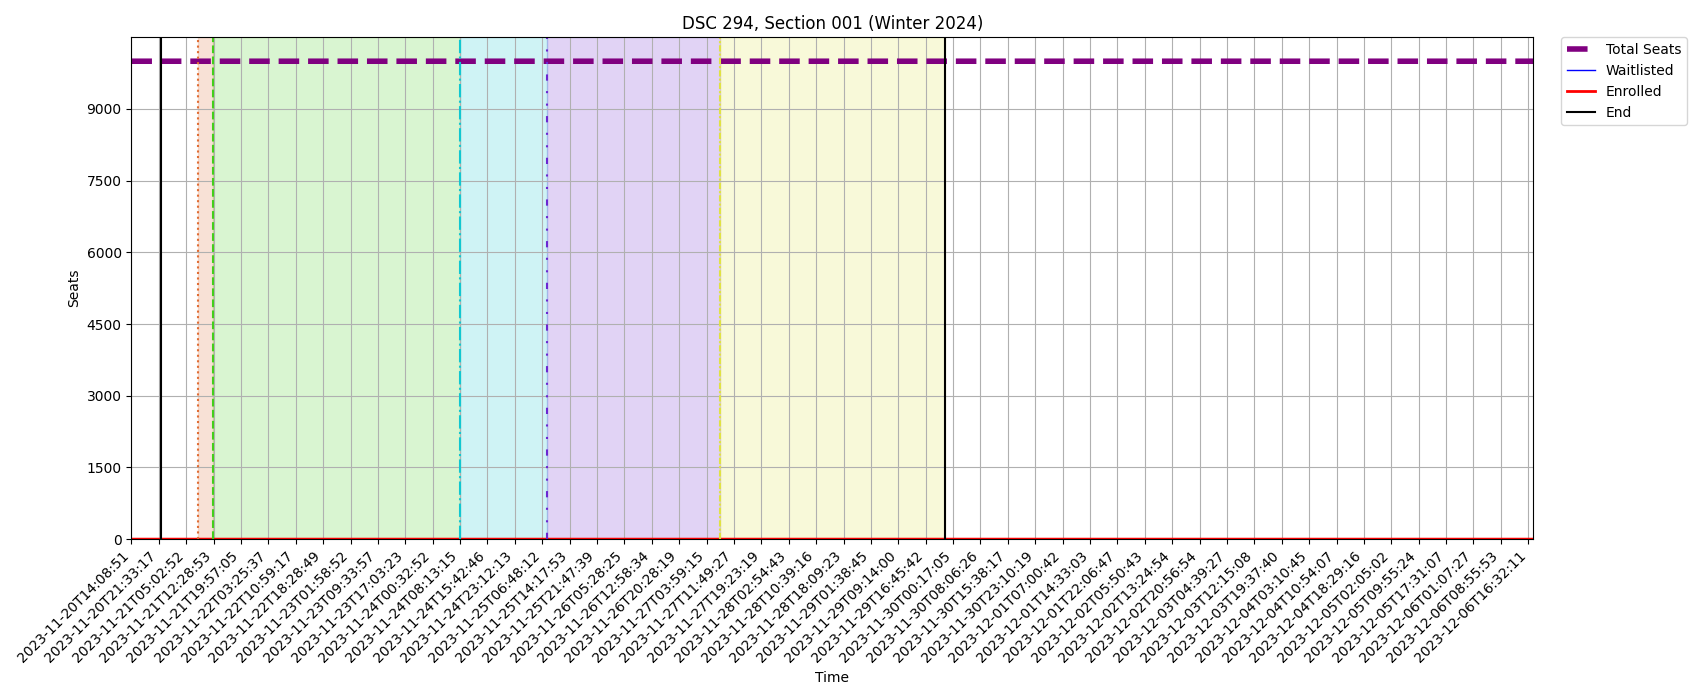 DSC 294, Section 001 (Winter 2024)
Total Seats
Waitlisted
Enrolled
End
9000
7500
6000
4500
3000
1500
0
Seats
2023-11-20T14:08:51
2023-11-20T21:33:17
2023-11-21T05:02:52
2023-11-21T12:28:53
2023-11-21T19:57:05
2023-11-22T03:25:37
2023-11-22T10:59:17
2023-11-22T18:28:49
2023-11-23T01:58:52
2023-11-23T09:33:57
2023-11-23T17:03:23
2023-11-24T00:32:52
2023-11-24T08:13:15
2023-11-24T15:42:46
2023-11-24T23:12:13
2023-11-25T06:48:12
2023-11-25T14:17:53
2023-11-25T21:47:39
2023-11-26T05:28:25
2023-11-26T12:58:34
2023-11-26T20:28:19
2023-11-27T03:59:15
2023-11-27T11:49:27
2023-11-27T19:23:19
2023-11-28T02:54:43
2023-11-28T10:39:16
2023-11-28T18:09:23
2023-11-29T01:38:45
2023-11-29T09:14:00
2023-11-29T16:45:42
2023-11-30T00:17:05
2023-11-30T08:06:26
2023-11-30T15:38:17
2023-11-30T23:10:19
2023-12-01T07:00:42
2023-12-01T14:33:03
2023-12-01T22:06:47
2023-12-02T05:50:43
2023-12-02T13:24:54
2023-12-02T20:56:54
2023-12-03T04:39:27
2023-12-03T12:15:08
2023-12-03T19:37:40
2023-12-04T03:10:45
2023-12-04T10:54:07
2023-12-04T18:29:16
2023-12-05T02:05:02
2023-12-05T09:55:24
2023-12-05T17:31:07
2023-12-06T01:07:27
2023-12-06T08:55:53
2023-12-06T16:32:11
Time